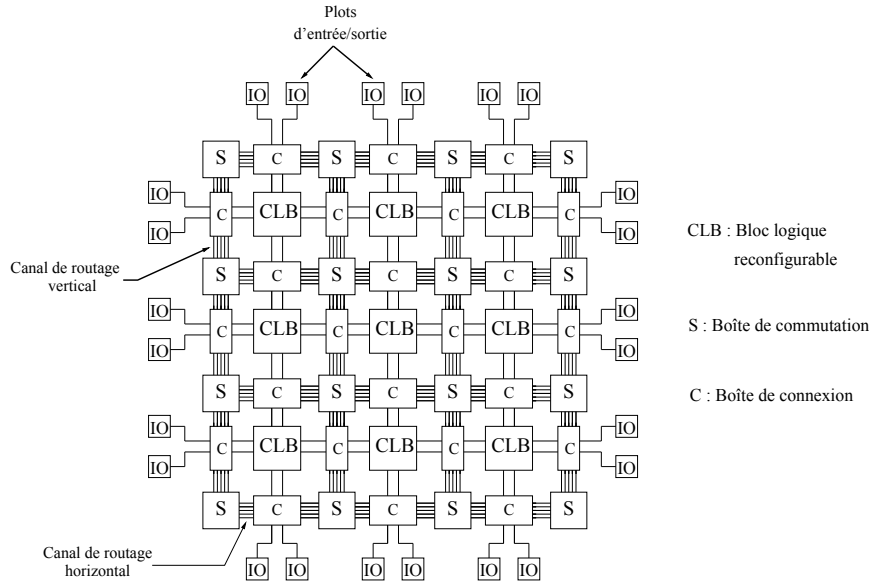 Plots
d'entrée/sortie
IO IO IO IO IO IO
S C S C S C S
IO IO
C CLB C CLB C CLB C
IO IO
CLB : Bloc logique
reconfigurable
Canal de routage
vertical
S C S C S C S
IO IO
C CLB C CLB C CLB C
S : Boîte de commutation
IO IO
S C S C S C S
C : Boîte de connexion
IO IO
C CLB C CLB C CLB C
IO IO
S C S C S C S
Canal de routage
horizontal
IO IO IO IO IO IO